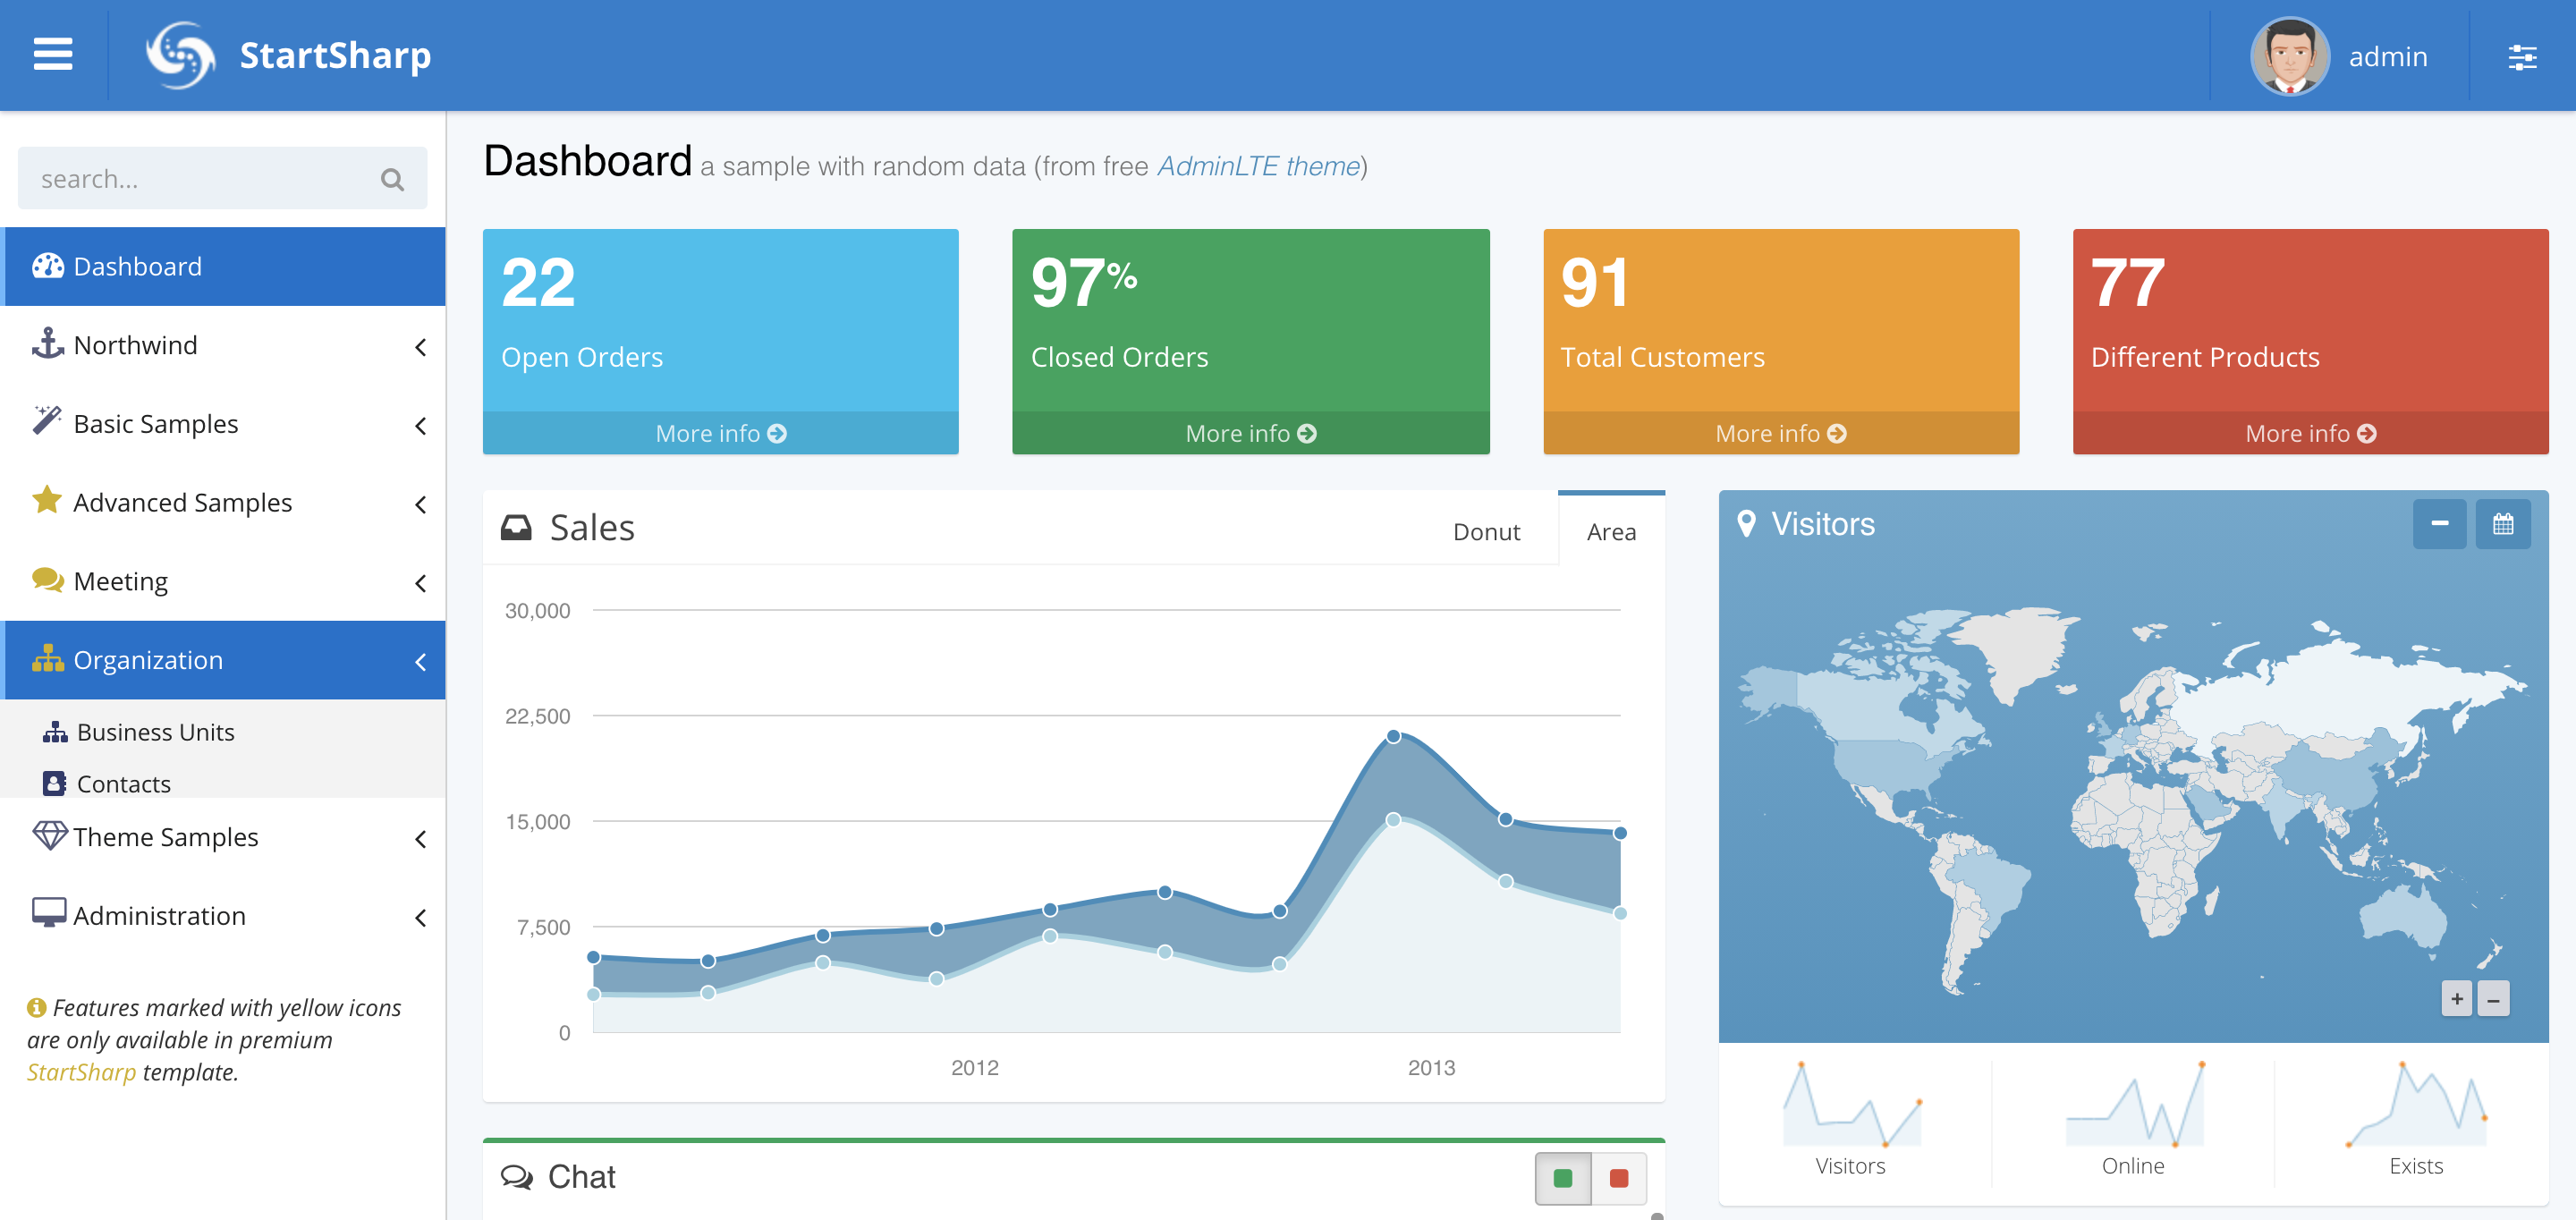 StartSharp
admin
search...
Dashboard
Northwind
Basic Samples
Advanced Samples
Meeting
Organization
Business Units
Contacts
Theme Samples
Administration
Features marked with yellow icons
are only available in premium
StartSharp template.
Dashboard a sample with random data (from free AdminLTE theme)
22
Open Orders
More info
97%
Closed Orders
More info
91
Total Customers
More info
77
Different Products
More info
Sales
Donut
Area
30,000
22,500
15,000
7,500
0
2012
2013
Visitors
+
–
Visitors
Online
Exists
Chat